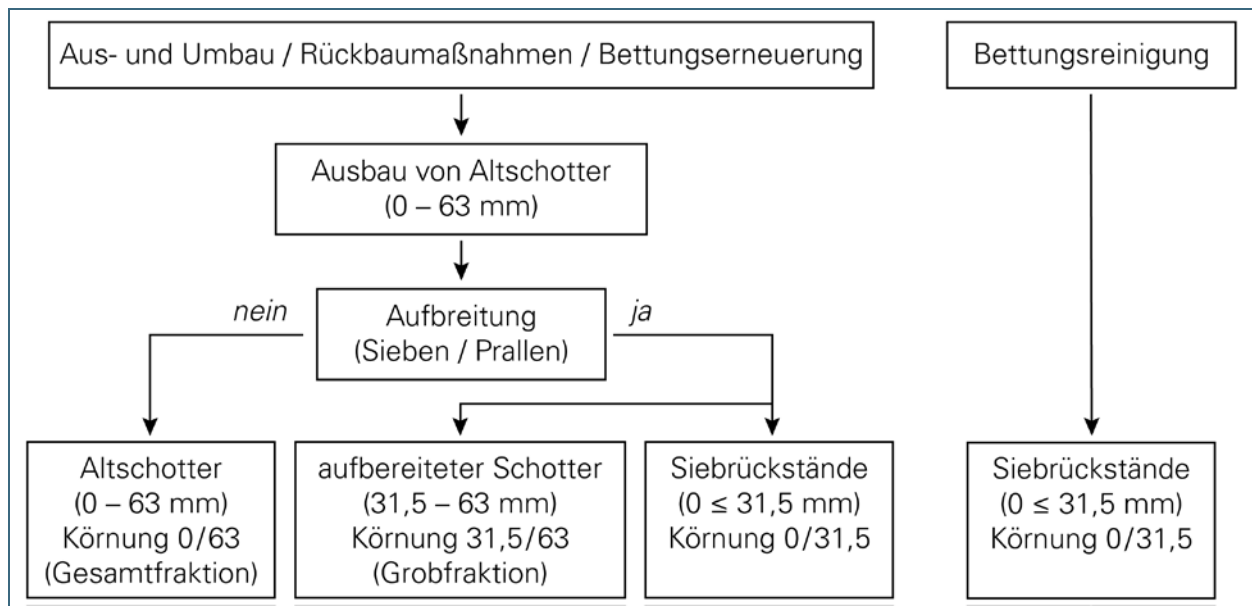 Aus- und Umbau / Rückbaumaßnahmen / Bettungserneuerung
Bettungsreinigung
Ausbau von Altschotter
(0 – 63 mm)
nein
Aufbreitung
(Sieben / Prallen)
ja
Altschotter
(0 – 63 mm)
Körnung 0/63
(Gesamtfraktion)
aufbereiteter Schotter
(31,5 – 63 mm)
Körnung 31,5/63
(Grobfraktion)
Siebrückstände
(0 ≤ 31,5 mm)
Körnung 0/31,5
Siebrückstände
(0 ≤ 31,5 mm)
Körnung 0/31,5